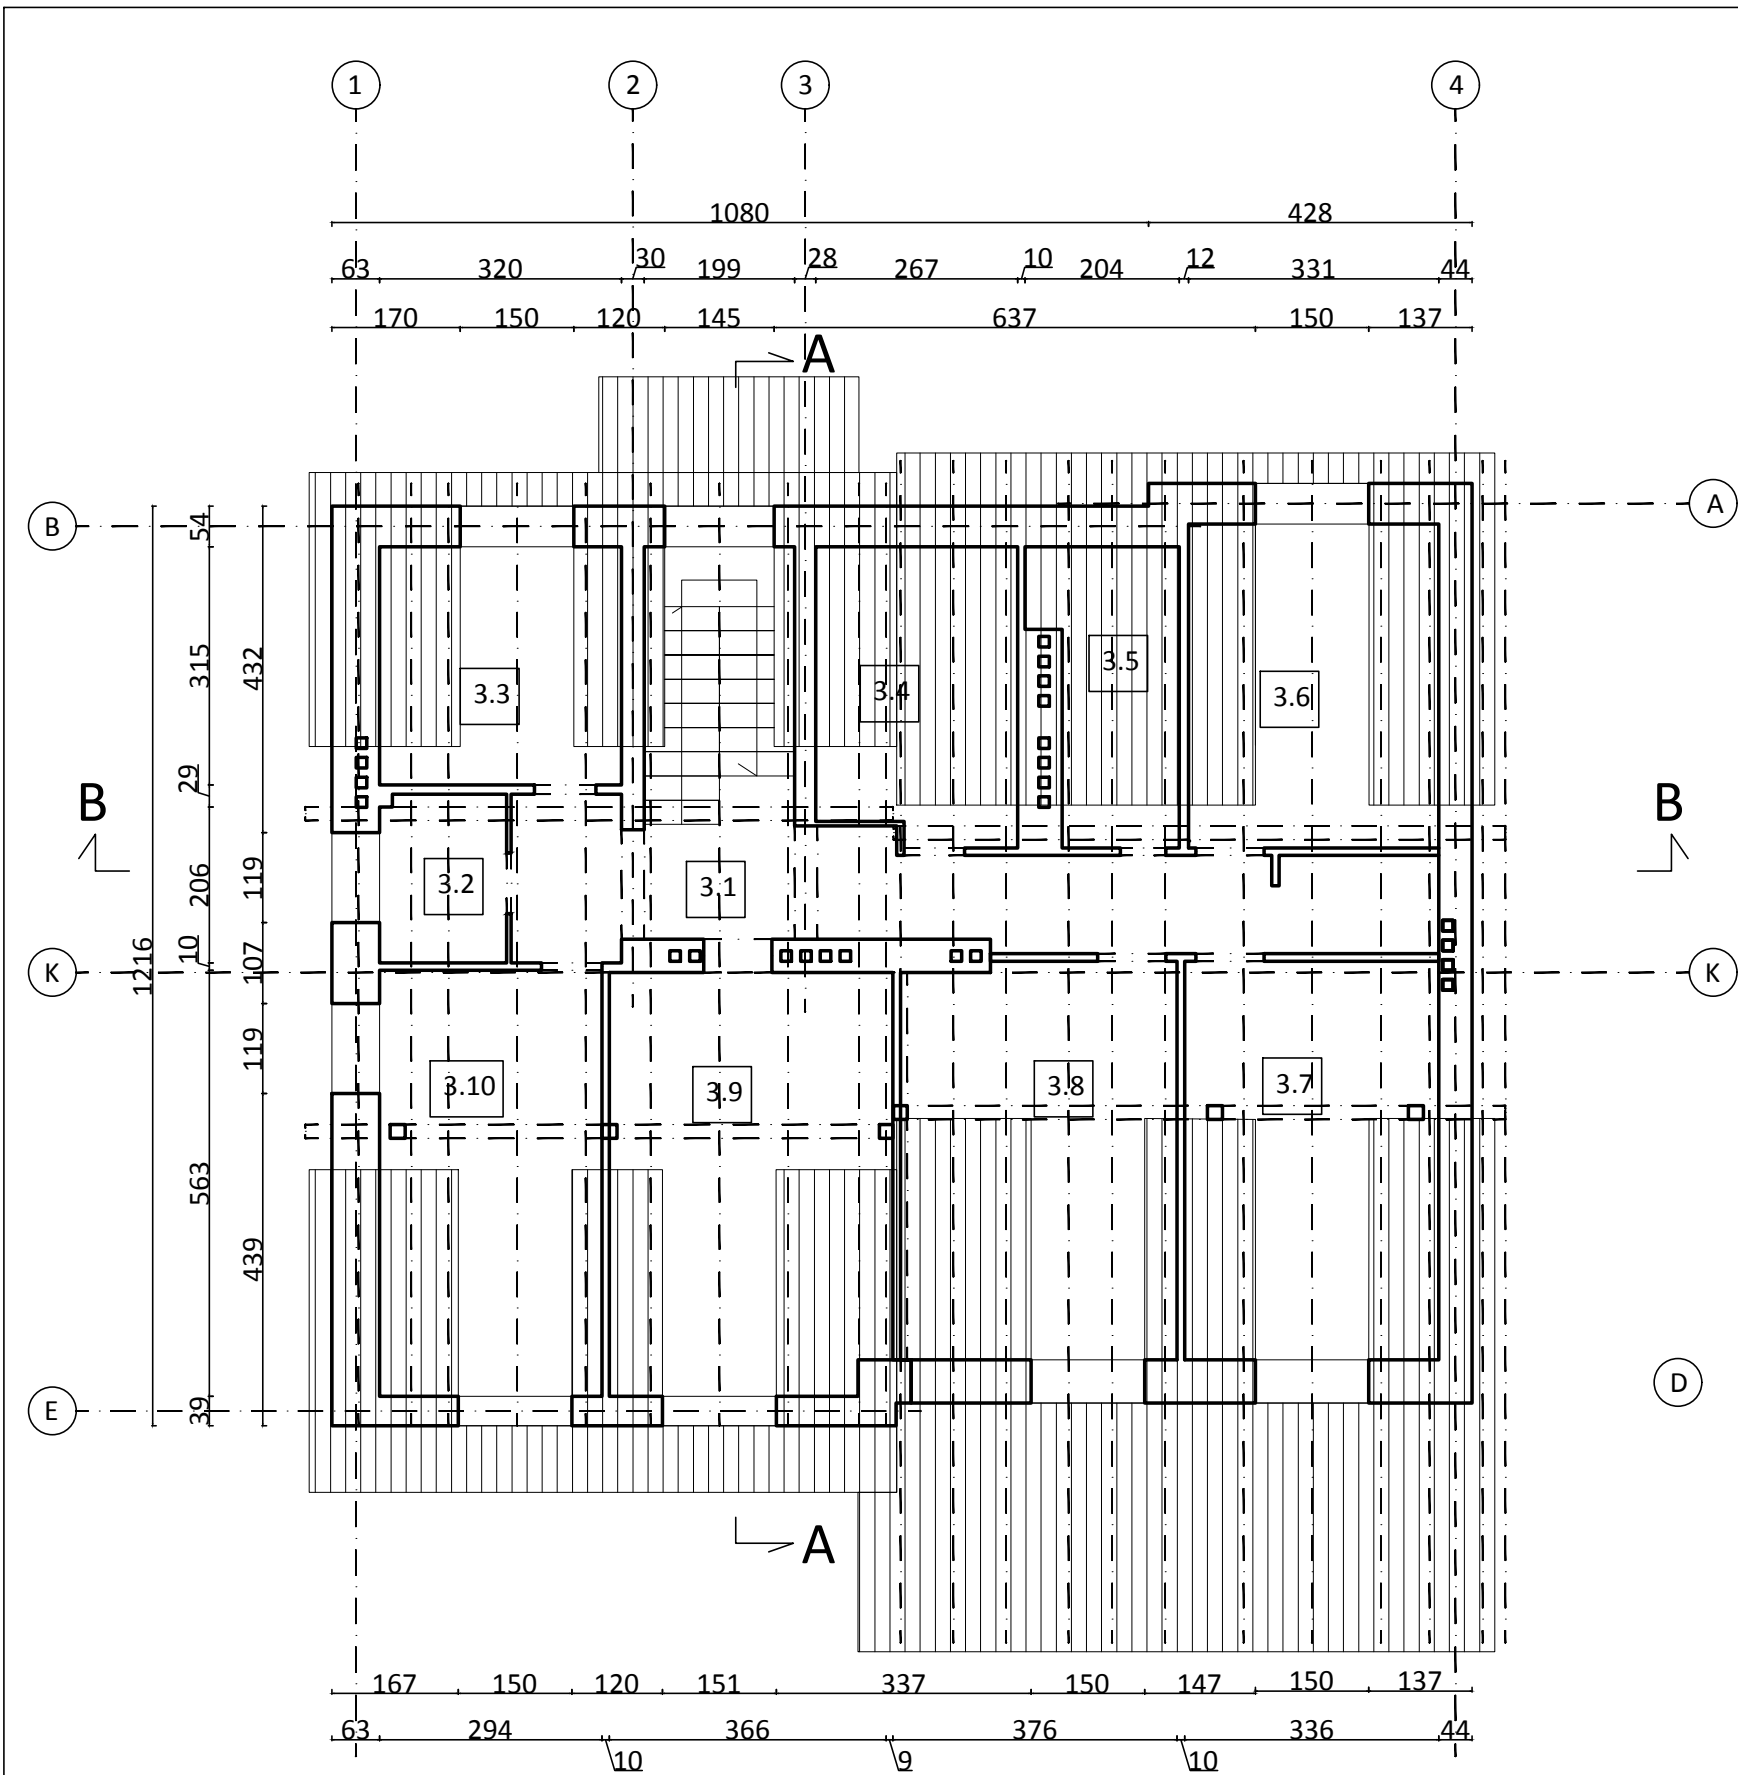 1 2 3 4
1080 428
63 320 30 199 28 267 10 204 12 331 44
170 150 120 145 637 150 137
A
B A
54
315 432
3.3 3.4 3.5 3.6
29
B B
206 119
3.2 3.1
1216 10 107
K K
119
3.10 3.9 3.8 3.7
563
439
E 39 D
A
167 150 120 151 337 150 147 150 137
63 294 366 376 336 44
10 9 10